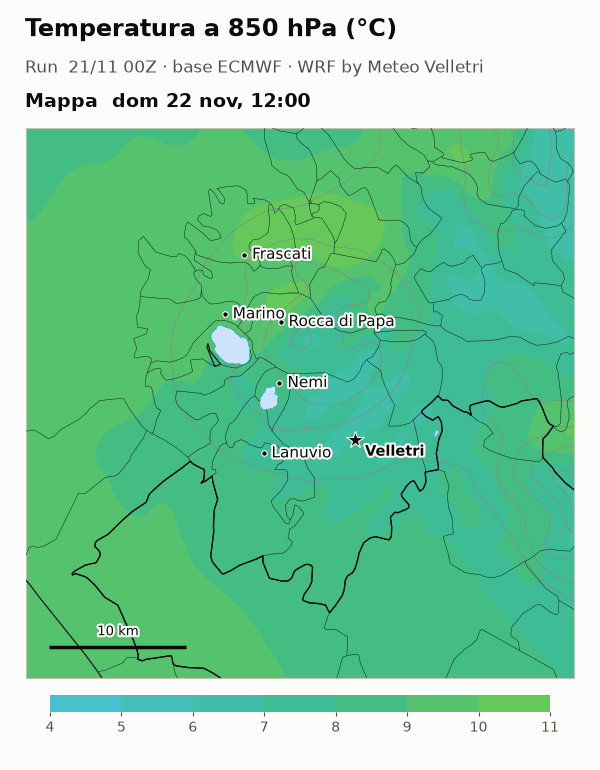 Temperatura a 850 hPa (°C)
Run 21/11 00Z · base ECMWF · WRF by Meteo Velletri
Mappa dom 22 nov, 12:00
Frascati
Marino
Rocca di Papa
Nemi
Velletri
Lanuvio
10 km
4 5 6 7 8 9 10 11